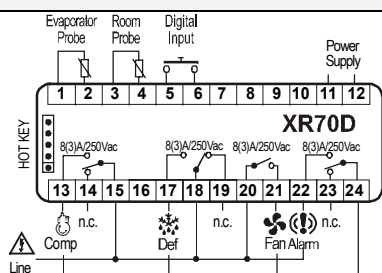 Evaporator Probe
Room Probe
Digital Input
Power Supply
1 2 3 4 5 6 7 8 9 10 11 12
HOT KEY
XR70D
8(3)A/250Vac 8(3)A/250Vac 8(3)A/250Vac 8(3)A/250Vac
13 14 15 16 17 18 19 20 21 22 23 24
n.c. n.c. n.c.
Comp Def Fan Alarm
Line